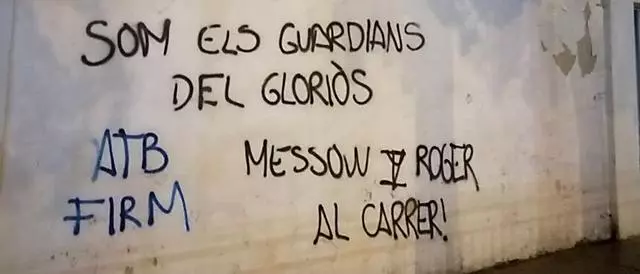 SOM ELS GUARDIANS
DEL GLORIÒS
ATB
FIRM
MESSOW V ROGER
AL CARRER!